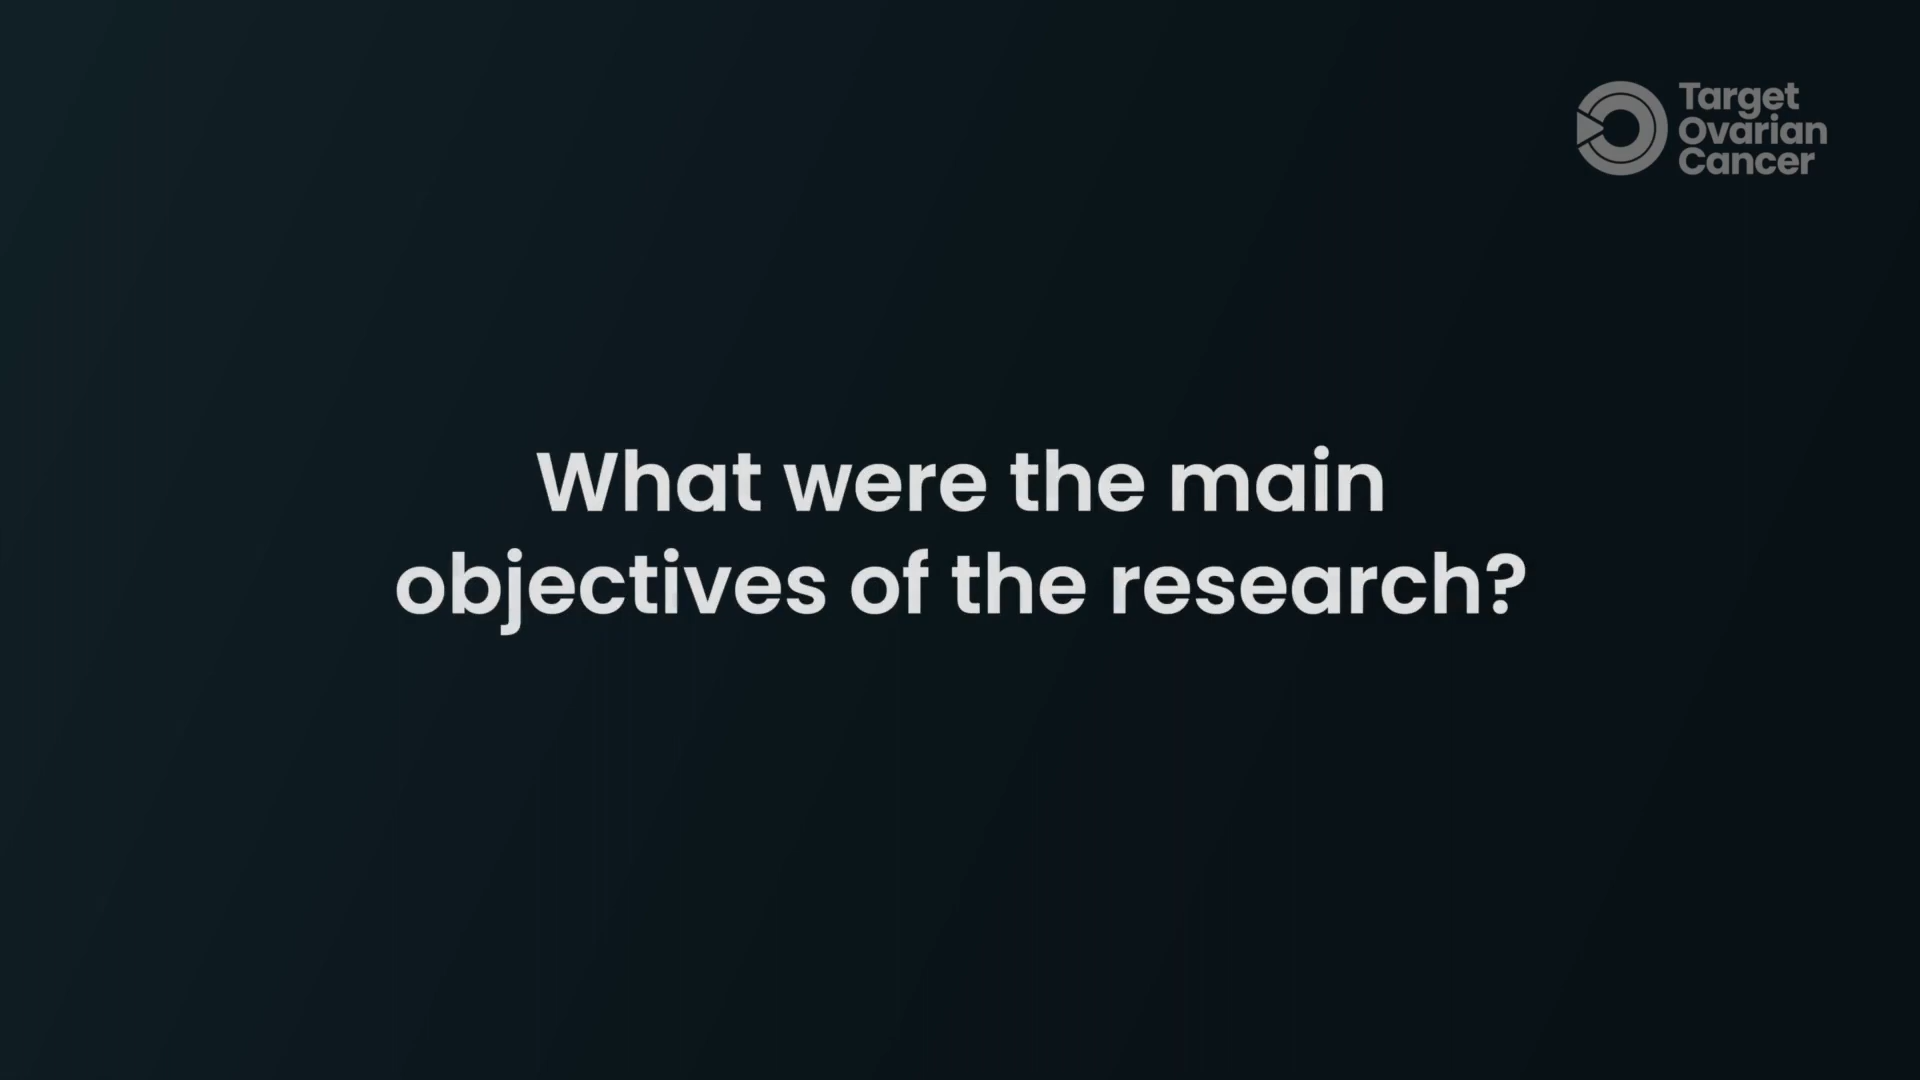 Target
Ovarian
Cancer
What were the main
objectives of the research?